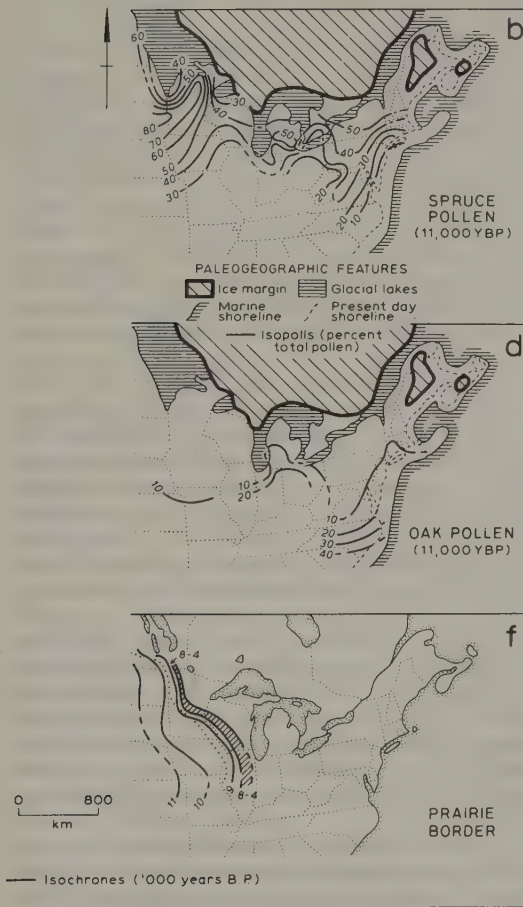 b
60
40
50
30
40
80
70
60
50
40
30
50
50
40
30
20
20
10
SPRUCE
POLLEN
(11,000 YBP)
PALEOGEOGRAPHIC FEATURES
Ice margin
Glacial lakes
Marine
shoreline
Present day
shoreline
Isopolls (percent
total pollen)
d
10
10
20
10
20
30
40
OAK POLLEN
(11,000 YBP)
f
8-4
11
10
9
8-4
0 800
km
PRAIRIE
BORDER
Isochrones ('000 years B.P.)